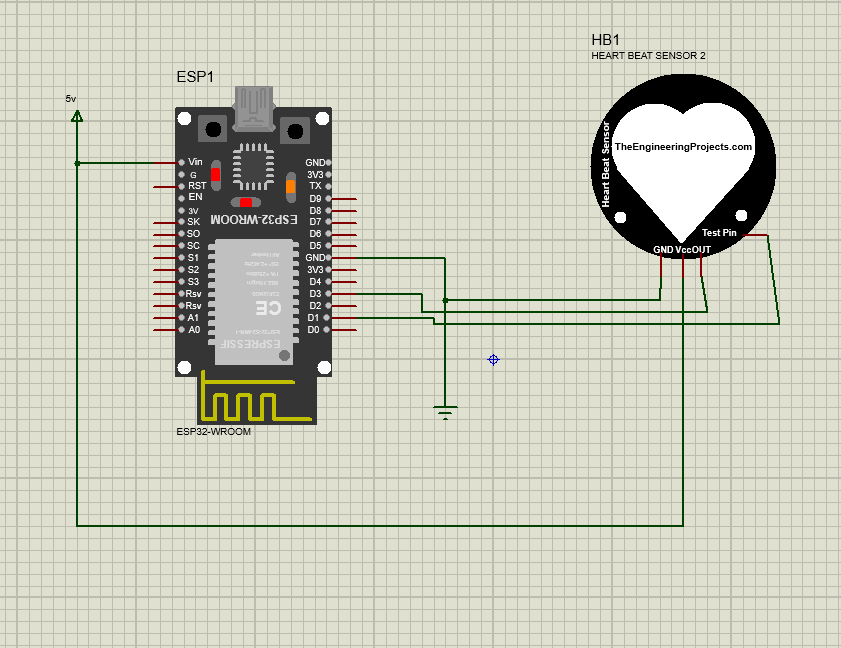 HB1
HEART BEAT SENSOR 2
ESP1
5v
Heart Beat Sensor
TheEngineeringProjects.com
Test Pin
GND Vcc OUT
Vin
G
RST
EN
3V
SK
SO
SC
S1
S2
S3
Rsv
Rsv
A1
A0
GND
3V3
TX
D9
D8
D7
D6
D5
GND
3V3
D4
D3
D2
D1
D0
ESP32-WROOM
CE
ESPRESSIF
ESP32-WROOM